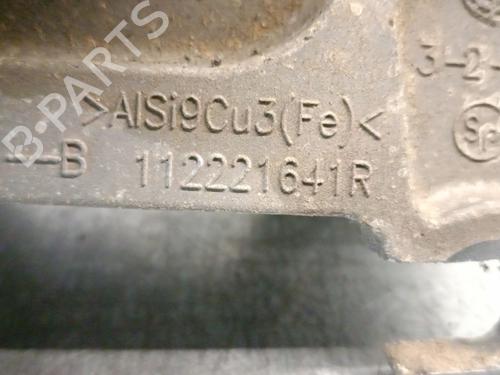 B-PARTS
3-2-
>AlSi9Cu3(Fe)<
--B 112221641R